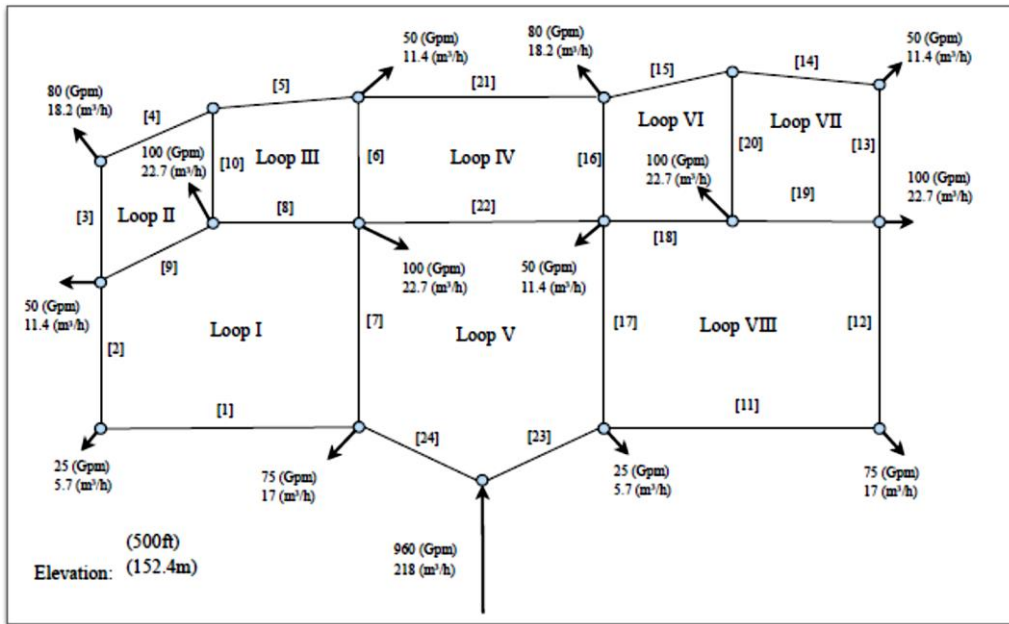 50 (Gpm)
11.4 (m³/h)
80 (Gpm)
18.2 (m³/h)
50 (Gpm)
11.4 (m³/h)
[5]
[21]
[15]
[14]
80 (Gpm)
18.2 (m³/h)
[4]
100 (Gpm)
22.7 (m³/h)
[10]
Loop III
[6]
Loop IV
[16]
Loop VI
100 (Gpm)
22.7 (m³/h)
[20]
Loop VII
[13]
100 (Gpm)
22.7 (m³/h)
[3]
Loop II
[8]
[22]
[19]
[9]
[18]
50 (Gpm)
11.4 (m³/h)
100 (Gpm)
22.7 (m³/h)
50 (Gpm)
11.4 (m³/h)
[2]
Loop I
[7]
Loop V
[17]
Loop VIII
[12]
[1]
[11]
[24]
[23]
25 (Gpm)
5.7 (m³/h)
75 (Gpm)
17 (m³/h)
25 (Gpm)
5.7 (m³/h)
75 (Gpm)
17 (m³/h)
960 (Gpm)
218 (m³/h)
(500ft)
Elevation: (152.4m)